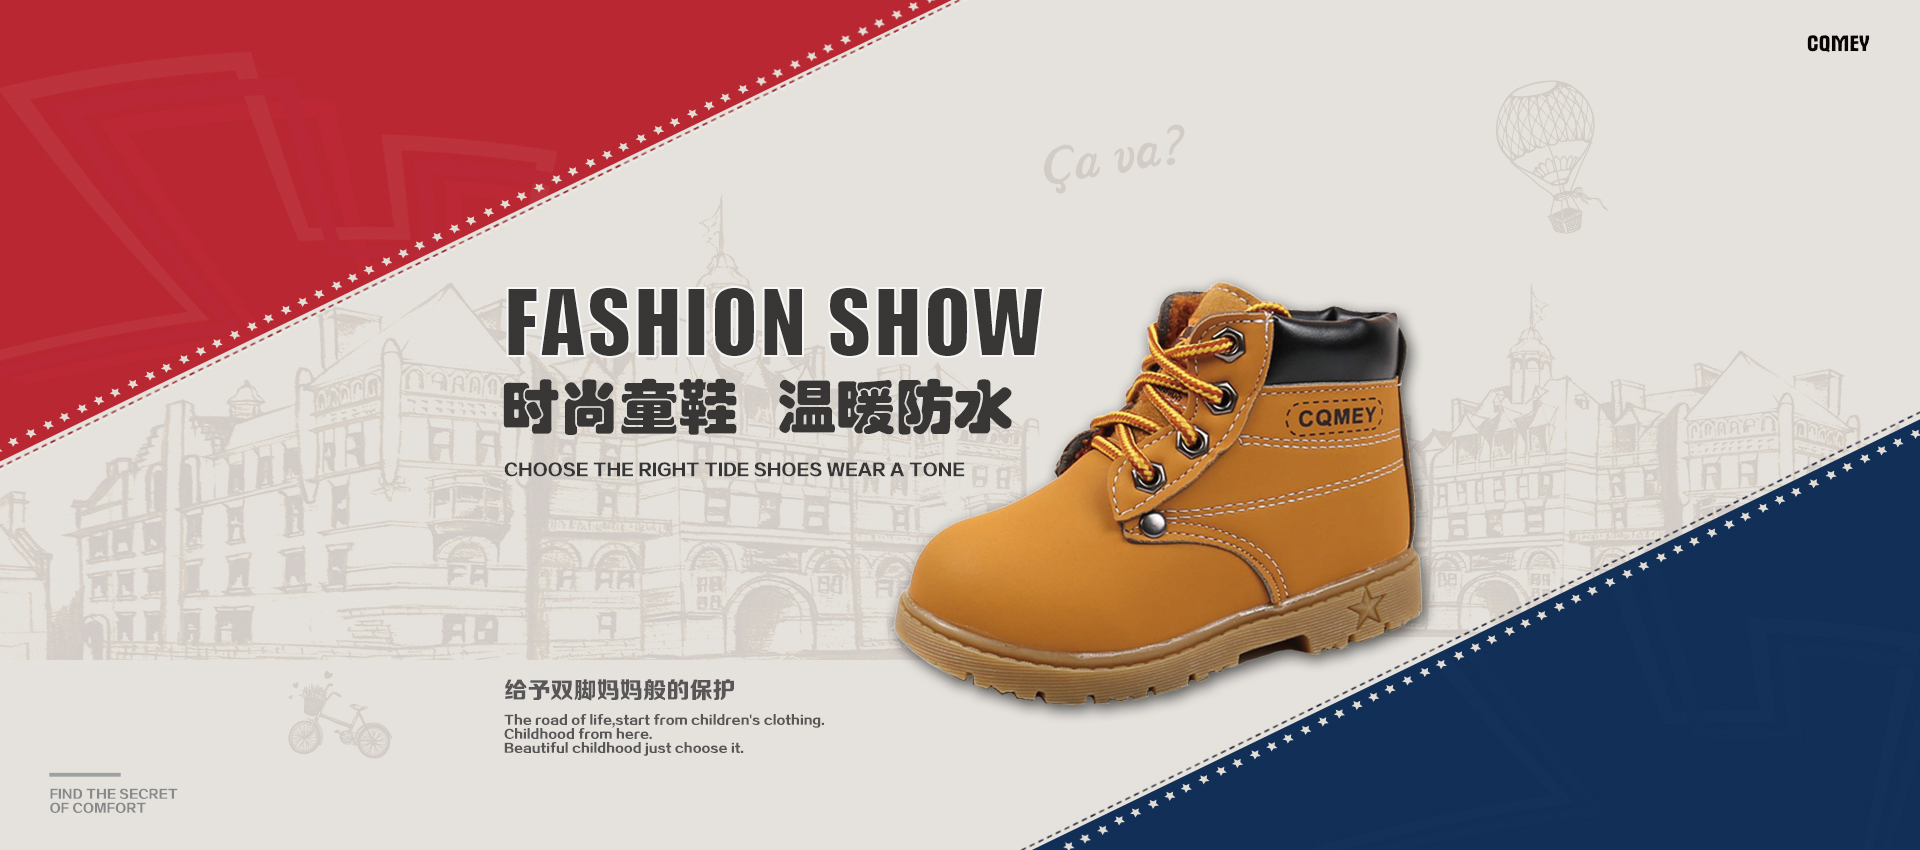 CQMEY
Ça va?
FASHION SHOW
时尚童鞋 温暖防水
CHOOSE THE RIGHT TIDE SHOES WEAR A TONE
CQMEY
给予双脚妈妈般的保护
The road of life,start from children's clothing.
Childhood from here.
Beautiful childhood just choose it.
FIND THE SECRET
OF COMFORT